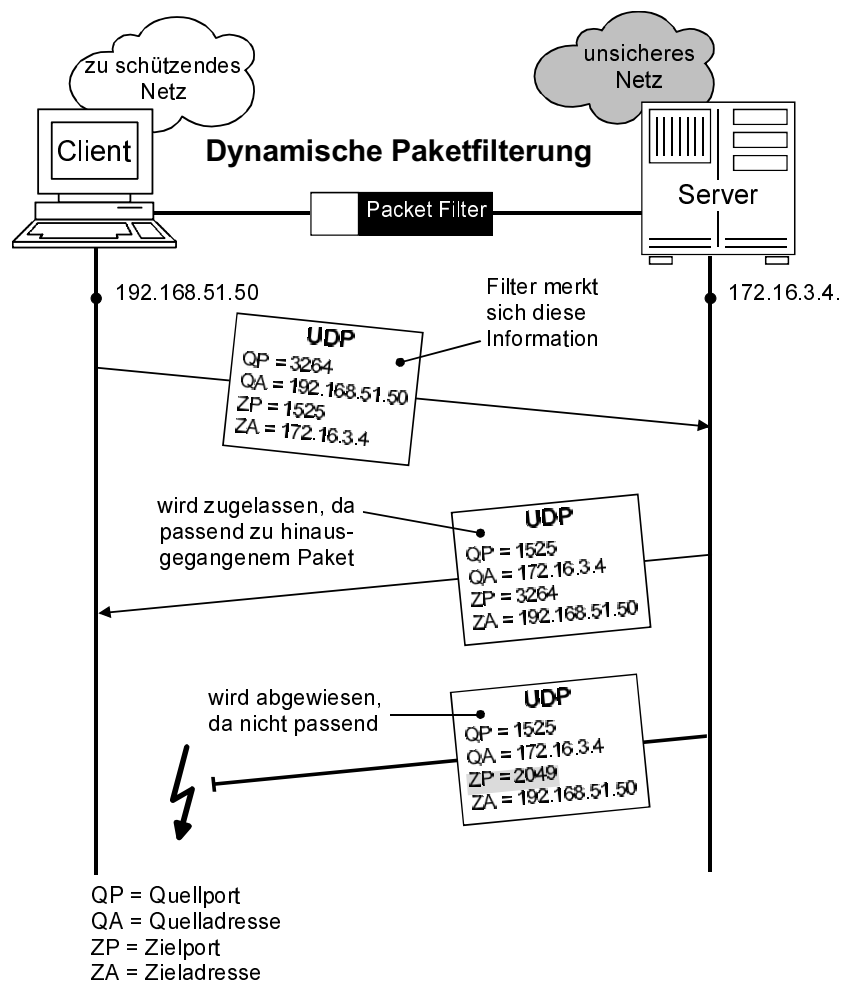 zu schützendes
Netz
unsicheres
Netz
Client
Dynamische Paketfilterung
Packet Filter
Server
192.168.51.50
172.16.3.4.
Filter merkt
sich diese
Information
UDP
QP = 3264
QA = 192.168.51.50
ZP = 1525
ZA = 172.16.3.4
wird zugelassen, da
passend zu hinaus-
gegangenem Paket
UDP
QP = 1525
QA = 172.16.3.4
ZP = 3264
ZA = 192.168.51.50
wird abgewiesen,
da nicht passend
UDP
QP = 1525
QA = 172.16.3.4
ZP = 2049
ZA = 192.168.51.50
QP = Quellport
QA = Quelladresse
ZP = Zielport
ZA = Zieladresse